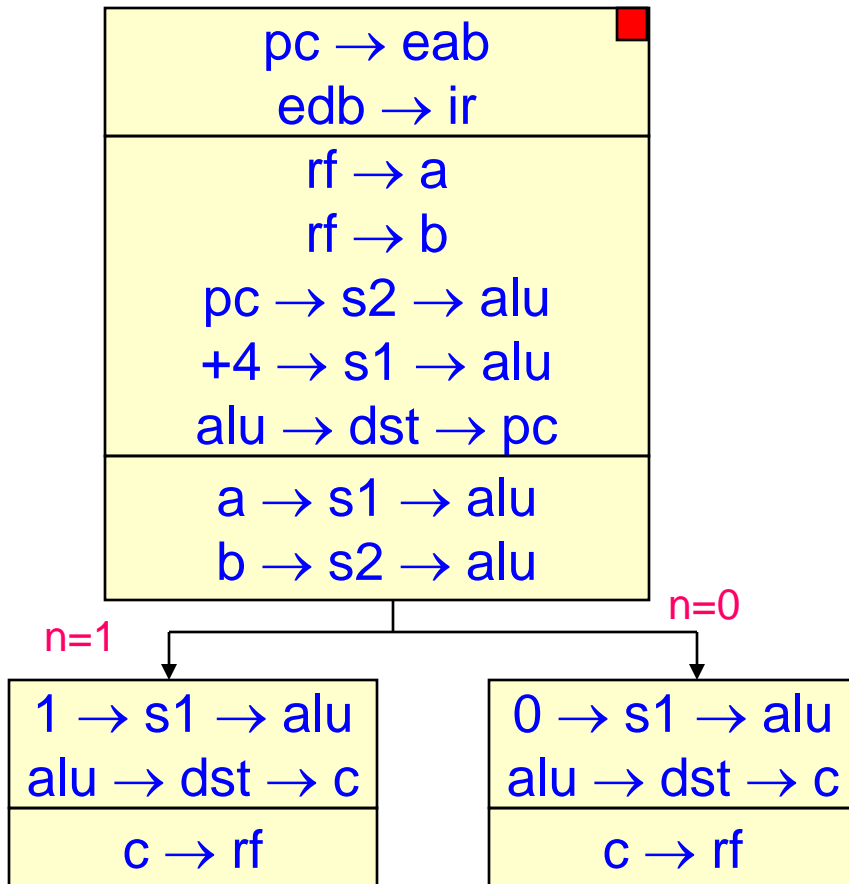 pc → eab
edb → ir
rf → a
rf → b
pc → s2 → alu
+4 → s1 → alu
alu → dst → pc
a → s1 → alu
b → s2 → alu
n=1
n=0
1 → s1 → alu
alu → dst → c
c → rf
0 → s1 → alu
alu → dst → c
c → rf